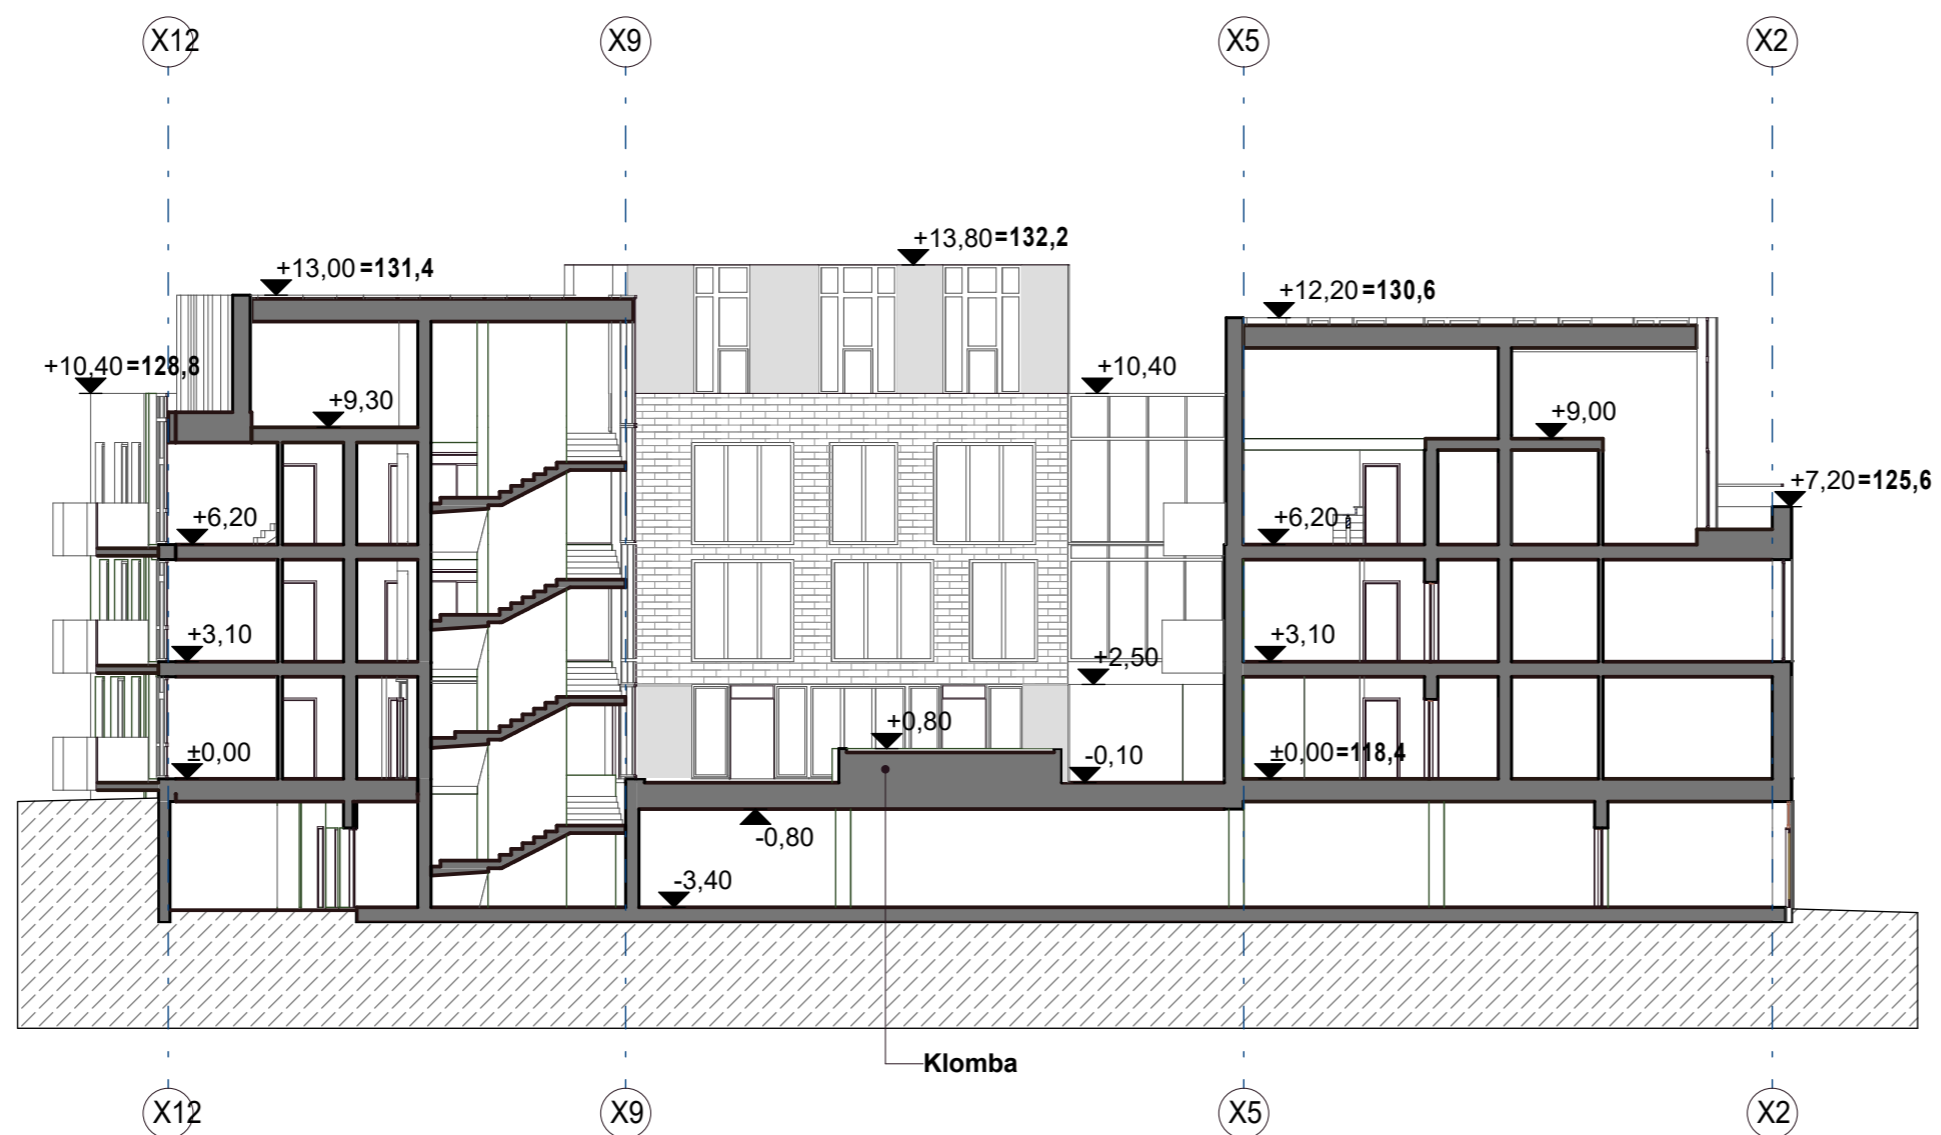 X12
X9
X5
X2
+13,80=132,2
+13,00=131,4
+12,20=130,6
+10,40=128,8
+10,40
+9,30
+9,00
+7,20=125,6
+6,20
+6,20
+3,10
+3,10
+2,50
+0,80
±0,00
-0,10
±0,00=118,4
-0,80
-3,40
Klomba
X12
X9
X5
X2